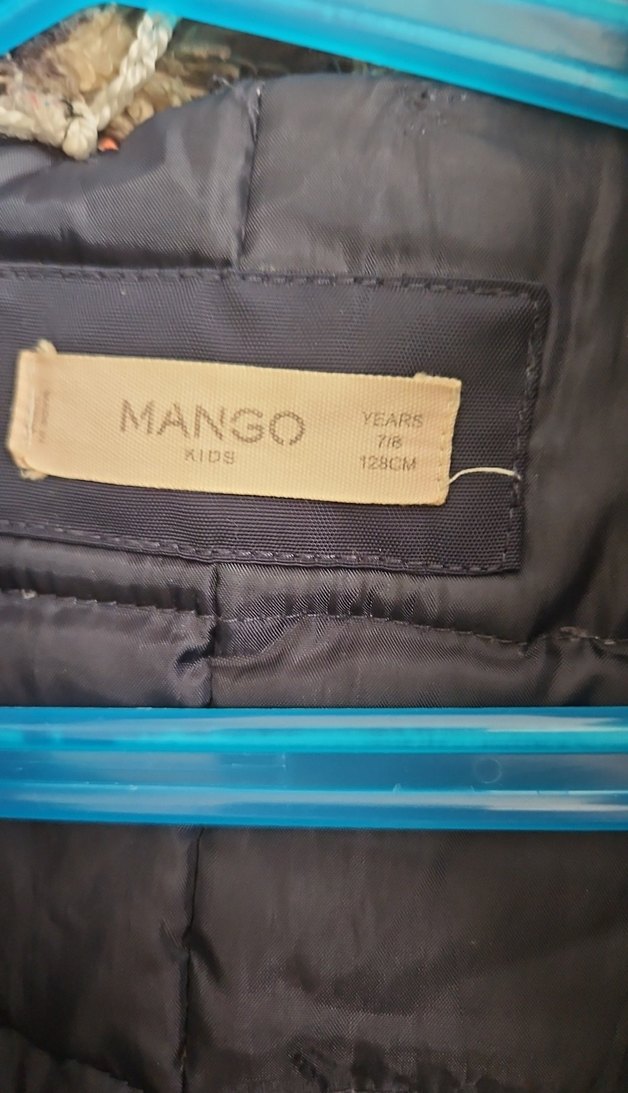 MANGO
KIDS
YEARS
7/8
128CM